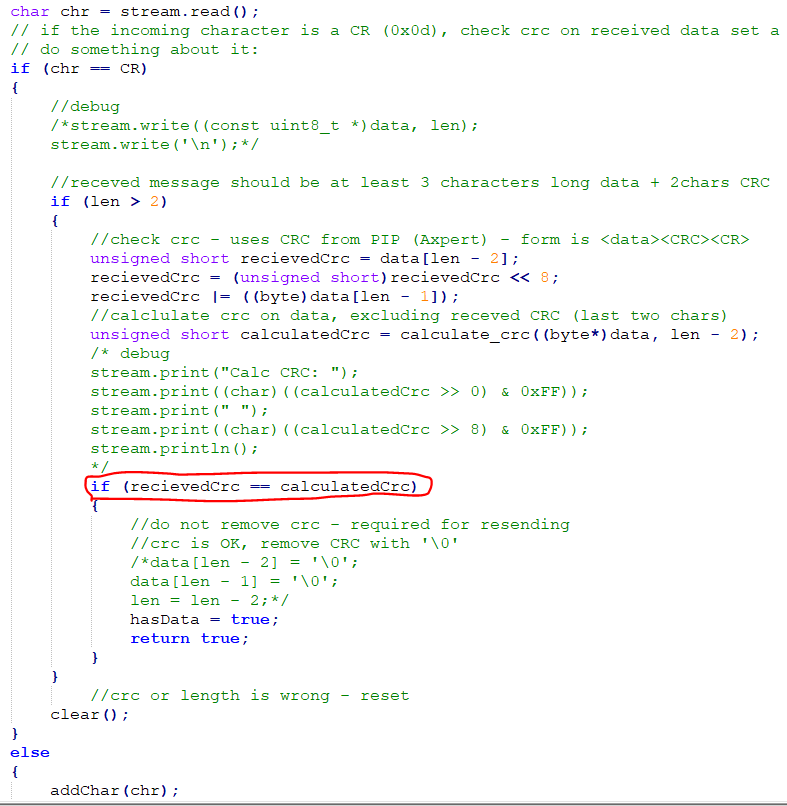 char chr = stream.read();
// if the incoming character is a CR (0x0d), check crc on received data set a
// do something about it:
if (chr == CR)
{
    //debug
    /*stream.write((const uint8_t *)data, len);
    stream.write('\n');*/
    //receved message should be at least 3 characters long data + 2chars CRC
    if (len > 2)
    {
        //check crc - uses CRC from PIP (Axpert) - form is <data><CRC><CR>
        unsigned short recievedCrc = data[len - 2];
        recievedCrc = (unsigned short)recievedCrc << 8;
        recievedCrc |= ((byte)data[len - 1]);
        //calclulate crc on data, excluding receved CRC (last two chars)
        unsigned short calculatedCrc = calculate_crc((byte*)data, len - 2);
        /* debug
        stream.print("Calc CRC: ");
        stream.print((char)((calculatedCrc >> 0) & 0xFF));
        stream.print(" ");
        stream.print((char)((calculatedCrc >> 8) & 0xFF));
        stream.println();
        */
        if (recievedCrc == calculatedCrc)
        {
            //do not remove crc - required for resending
            //crc is OK, remove CRC with '\0'
            /*data[len - 2] = '\0';
            data[len - 1] = '\0';
            len = len - 2;*/
            hasData = true;
            return true;
        }
    }
        //crc or length is wrong - reset
    clear();
}
else
{
    addChar(chr);